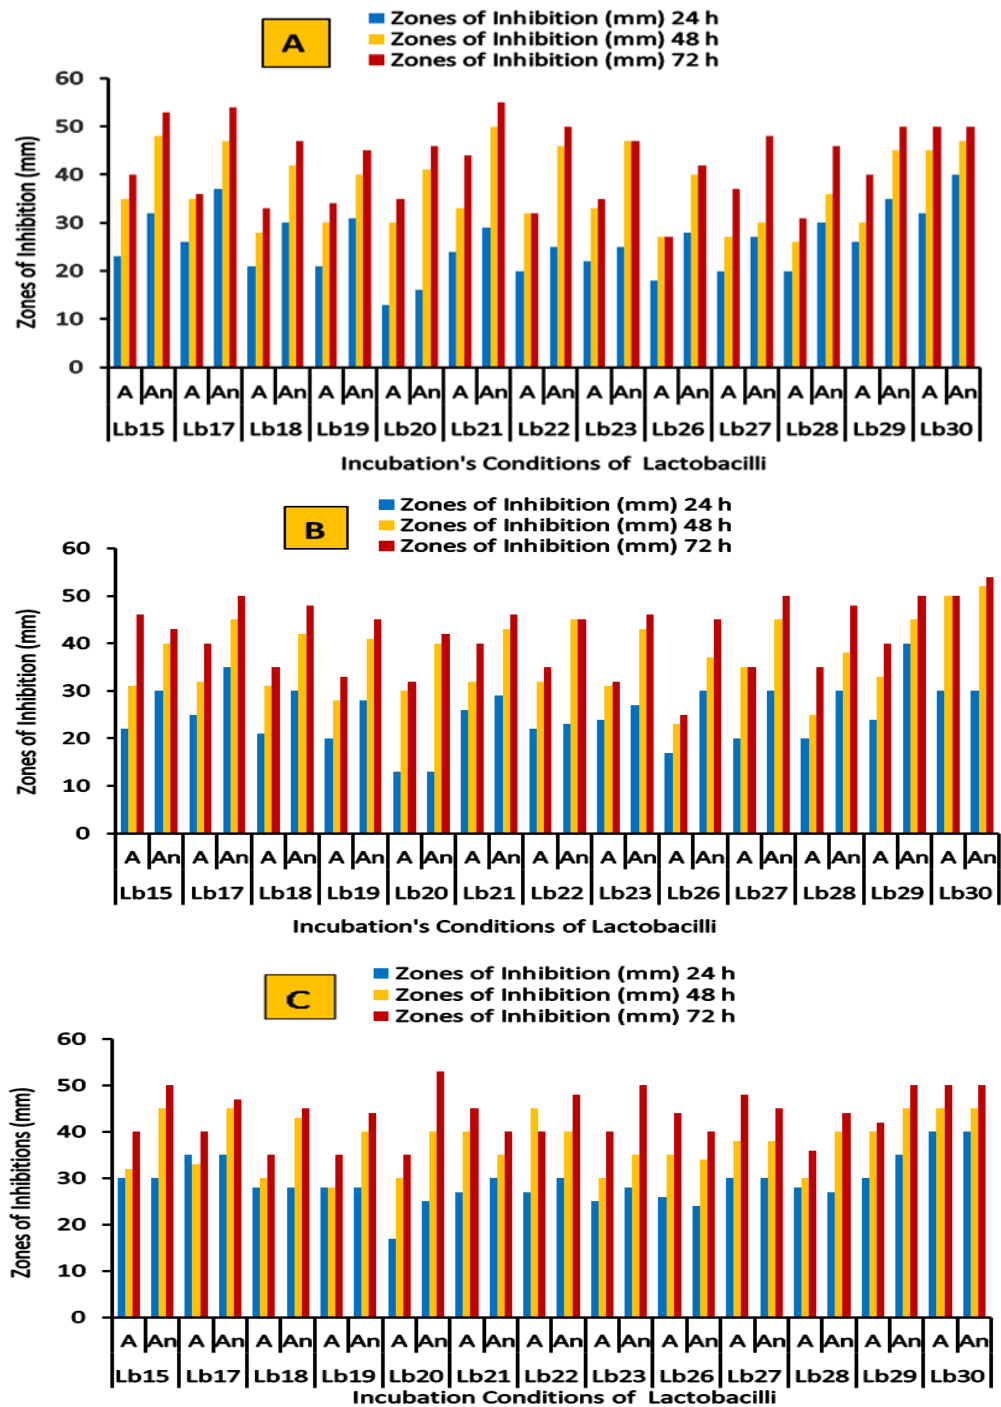 A
Zones of Inhibition (mm) 24 h
Zones of Inhibition (mm) 48 h
Zones of Inhibition (mm) 72 h
Zones of Inhibition (mm)
60
50
40
30
20
10
0
A An A An A An A An A An A An A An A An A An A An A An A An A An
Lb15 Lb17 Lb18 Lb19 Lb20 Lb21 Lb22 Lb23 Lb26 Lb27 Lb28 Lb29 Lb30
Incubation's Conditions of Lactobacilli
B
Zones of Inhibition (mm) 24 h
Zones of Inhibition (mm) 48 h
Zones of Inhibition (mm) 72 h
Zones of Inhibition (mm)
60
50
40
30
20
10
0
A An A An A An A An A An A An A An A An A An A An A An A An A An
Lb15 Lb17 Lb18 Lb19 Lb20 Lb21 Lb22 Lb23 Lb26 Lb27 Lb28 Lb29 Lb30
Incubation's Conditions of Lactobacilli
C
Zones of Inhibition (mm) 24 h
Zones of Inhibition (mm) 48 h
Zones of Inhibition (mm) 72 h
Zones of Inhibitions (mm)
60
50
40
30
20
10
0
A An A An A An A An A An A An A An A An A An A An A An A An A An
Lb15 Lb17 Lb18 Lb19 Lb20 Lb21 Lb22 Lb23 Lb26 Lb27 Lb28 Lb29 Lb30
Incubation Conditions of Lactobacilli